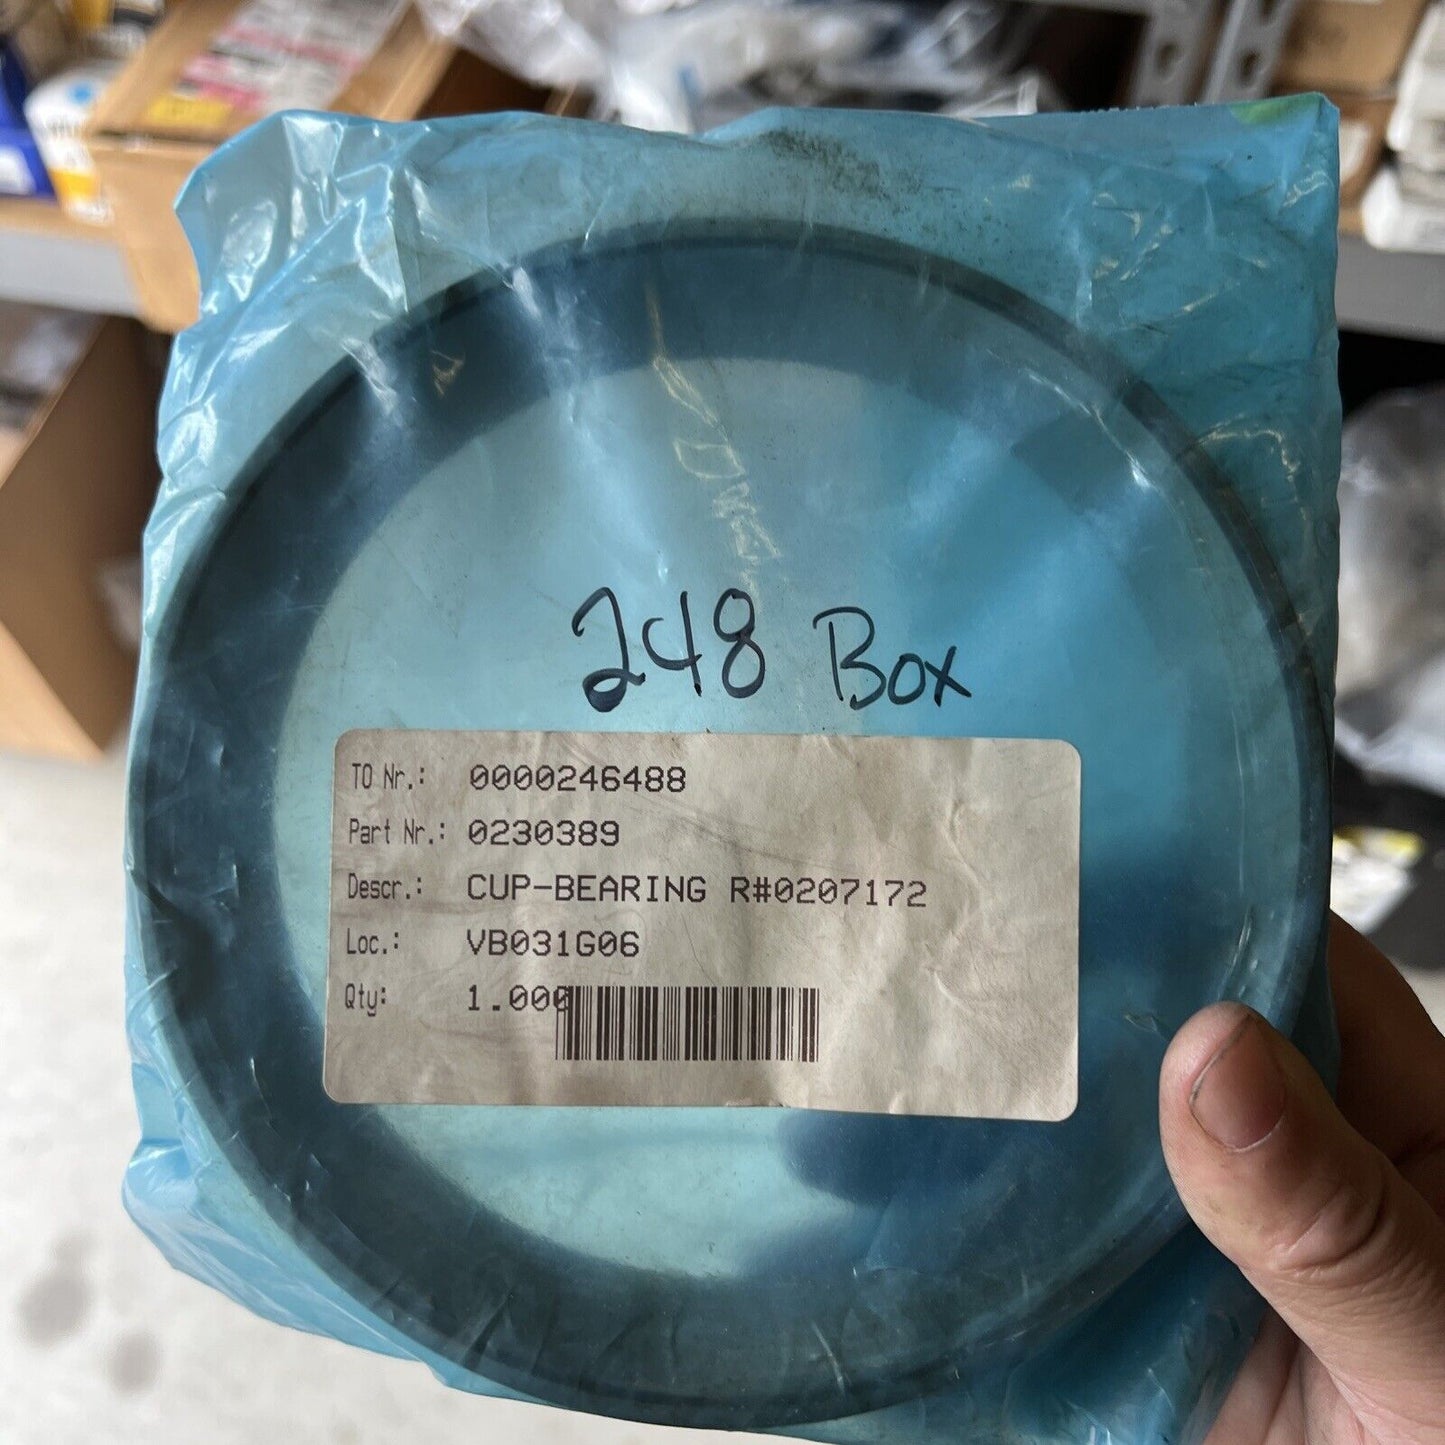 248 Box
TO Nr.: 0000246488
Part Nr.: 0230389
Descr.: CUP-BEARING R#0207172
Loc.: VB031G06
Qty: 1.000